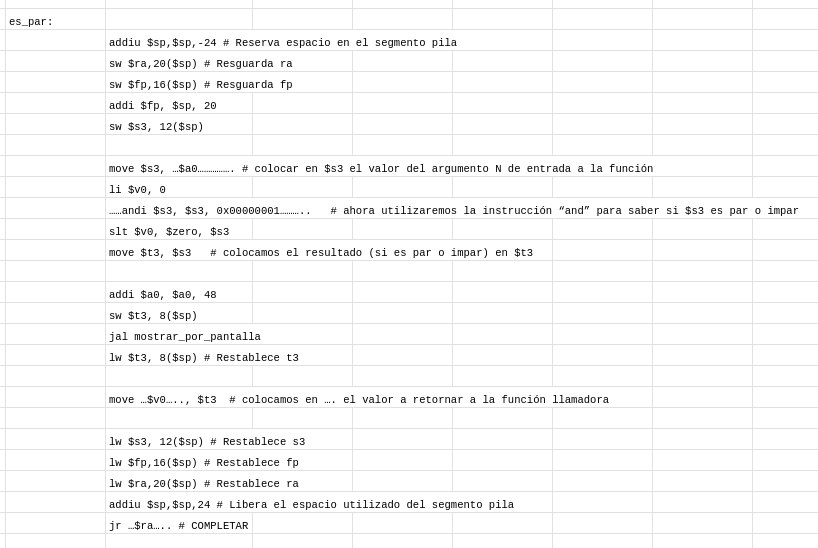 es_par:
addiu $sp,$sp,-24 # Reserva espacio en el segmento pila
sw $ra,20($sp) # Resguarda ra
sw $fp,16($sp) # Resguarda fp
addi $fp, $sp, 20
sw $s3, 12($sp)
move $s3, …$a0……………. # colocar en $s3 el valor del argumento N de entrada a la función
li $v0, 0
……andi $s3, $s3, 0x00000001………..   # ahora utilizaremos la instrucción “and” para saber si $s3 es par o impar
slt $v0, $zero, $s3
move $t3, $s3   # colocamos el resultado (si es par o impar) en $t3
addi $a0, $a0, 48
sw $t3, 8($sp)
jal mostrar_por_pantalla
lw $t3, 8($sp) # Restablece t3
move …$v0….., $t3  # colocamos en …. el valor a retornar a la función llamadora
lw $s3, 12($sp) # Restablece s3
lw $fp,16($sp) # Restablece fp
lw $ra,20($sp) # Restablece ra
addiu $sp,$sp,24 # Libera el espacio utilizado del segmento pila
jr …$ra….. # COMPLETAR